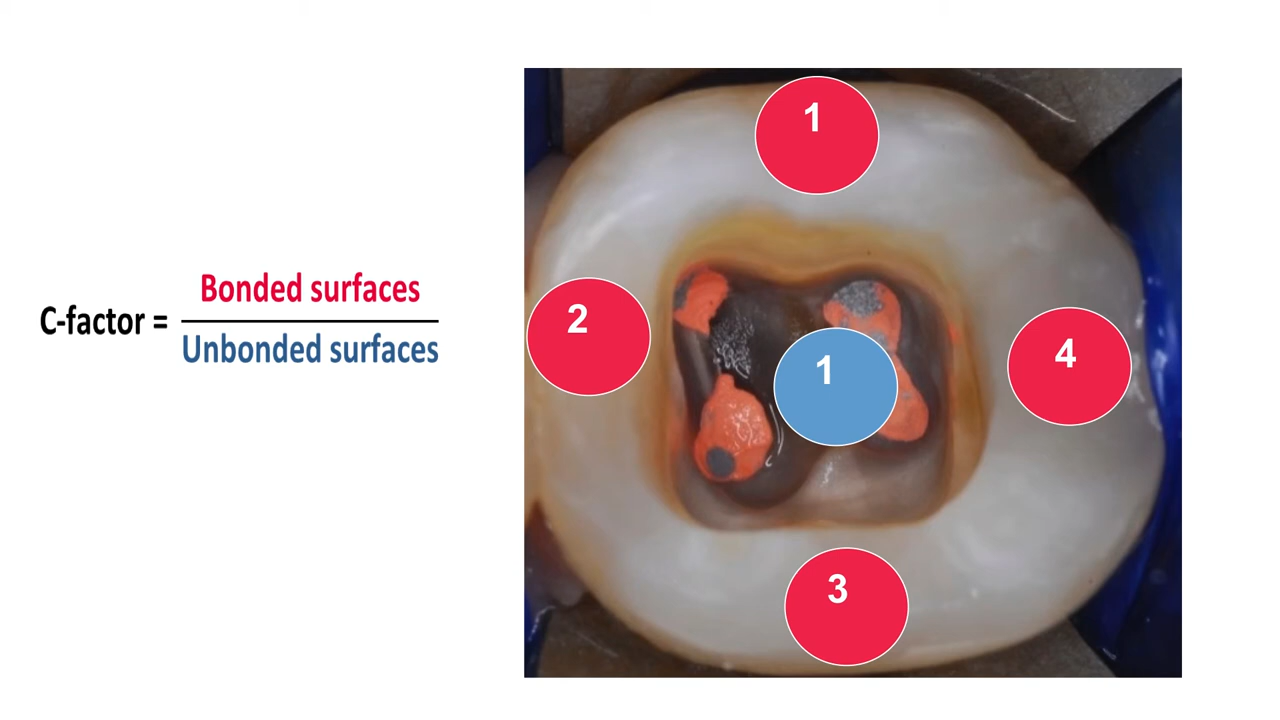 C-factor =
Bonded surfaces
Unbonded surfaces
1
2
1
4
3